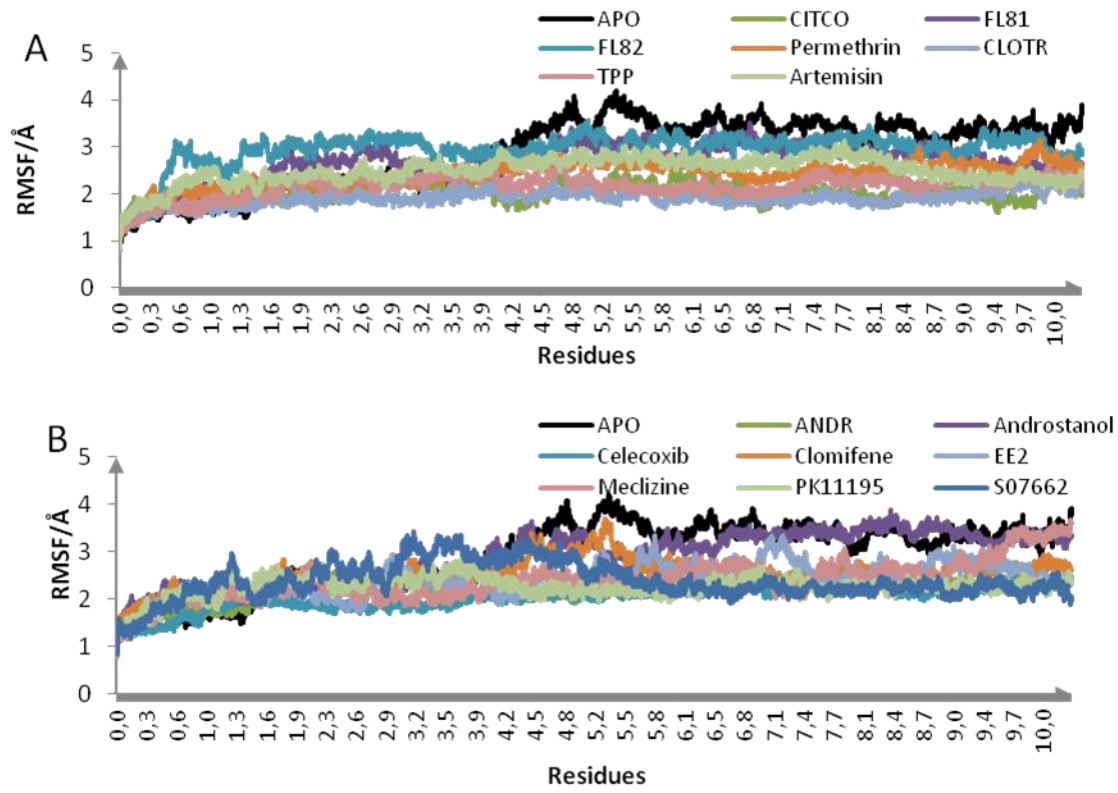 A
APO CITCO FL81
FL82 Permethrin CLOTR
TPP Artemisin
RMSF/Å
5
4
3
2
1
0
0,0 0,3 0,6 1,0 1,3 1,6 1,9 2,2 2,6 2,9 3,2 3,5 3,9 4,2 4,5 4,8 5,2 5,5 5,8 6,1 6,5 6,8 7,1 7,4 7,7 8,1 8,4 8,7 9,0 9,4 9,7 10,0
Residues
B
APO ANDR Androstanol
Celecoxib Clomifene EE2
Meclizine PK11195 S07662
RMSF/Å
5
4
3
2
1
0
0,0 0,3 0,6 1,0 1,3 1,6 1,9 2,3 2,6 2,9 3,2 3,6 3,9 4,2 4,5 4,8 5,2 5,5 5,8 6,1 6,5 6,8 7,1 7,4 7,8 8,1 8,4 8,7 9,1 9,4 9,7 10,0
Residues